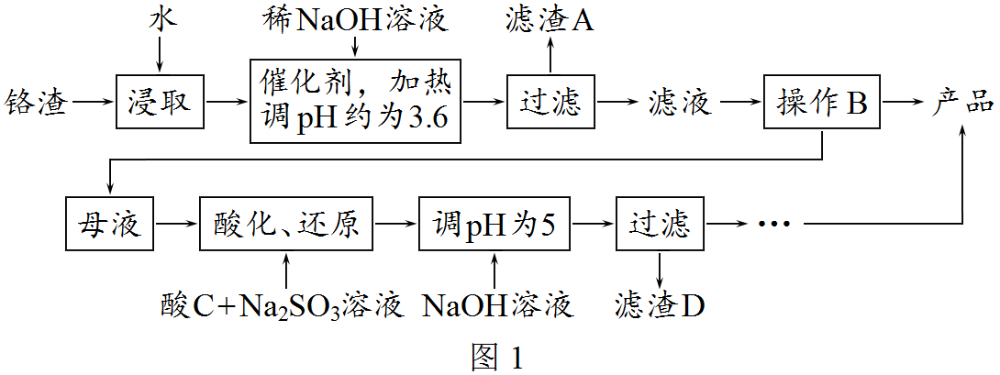 水
稀NaOH溶液
滤渣A
铬渣
浸取
催化剂，加热
调pH约为3.6
过滤
滤液
操作B
产品
母液
酸化、还原
调pH为5
过滤
…
酸C+Na₂SO₃溶液
NaOH溶液
滤渣D
图1